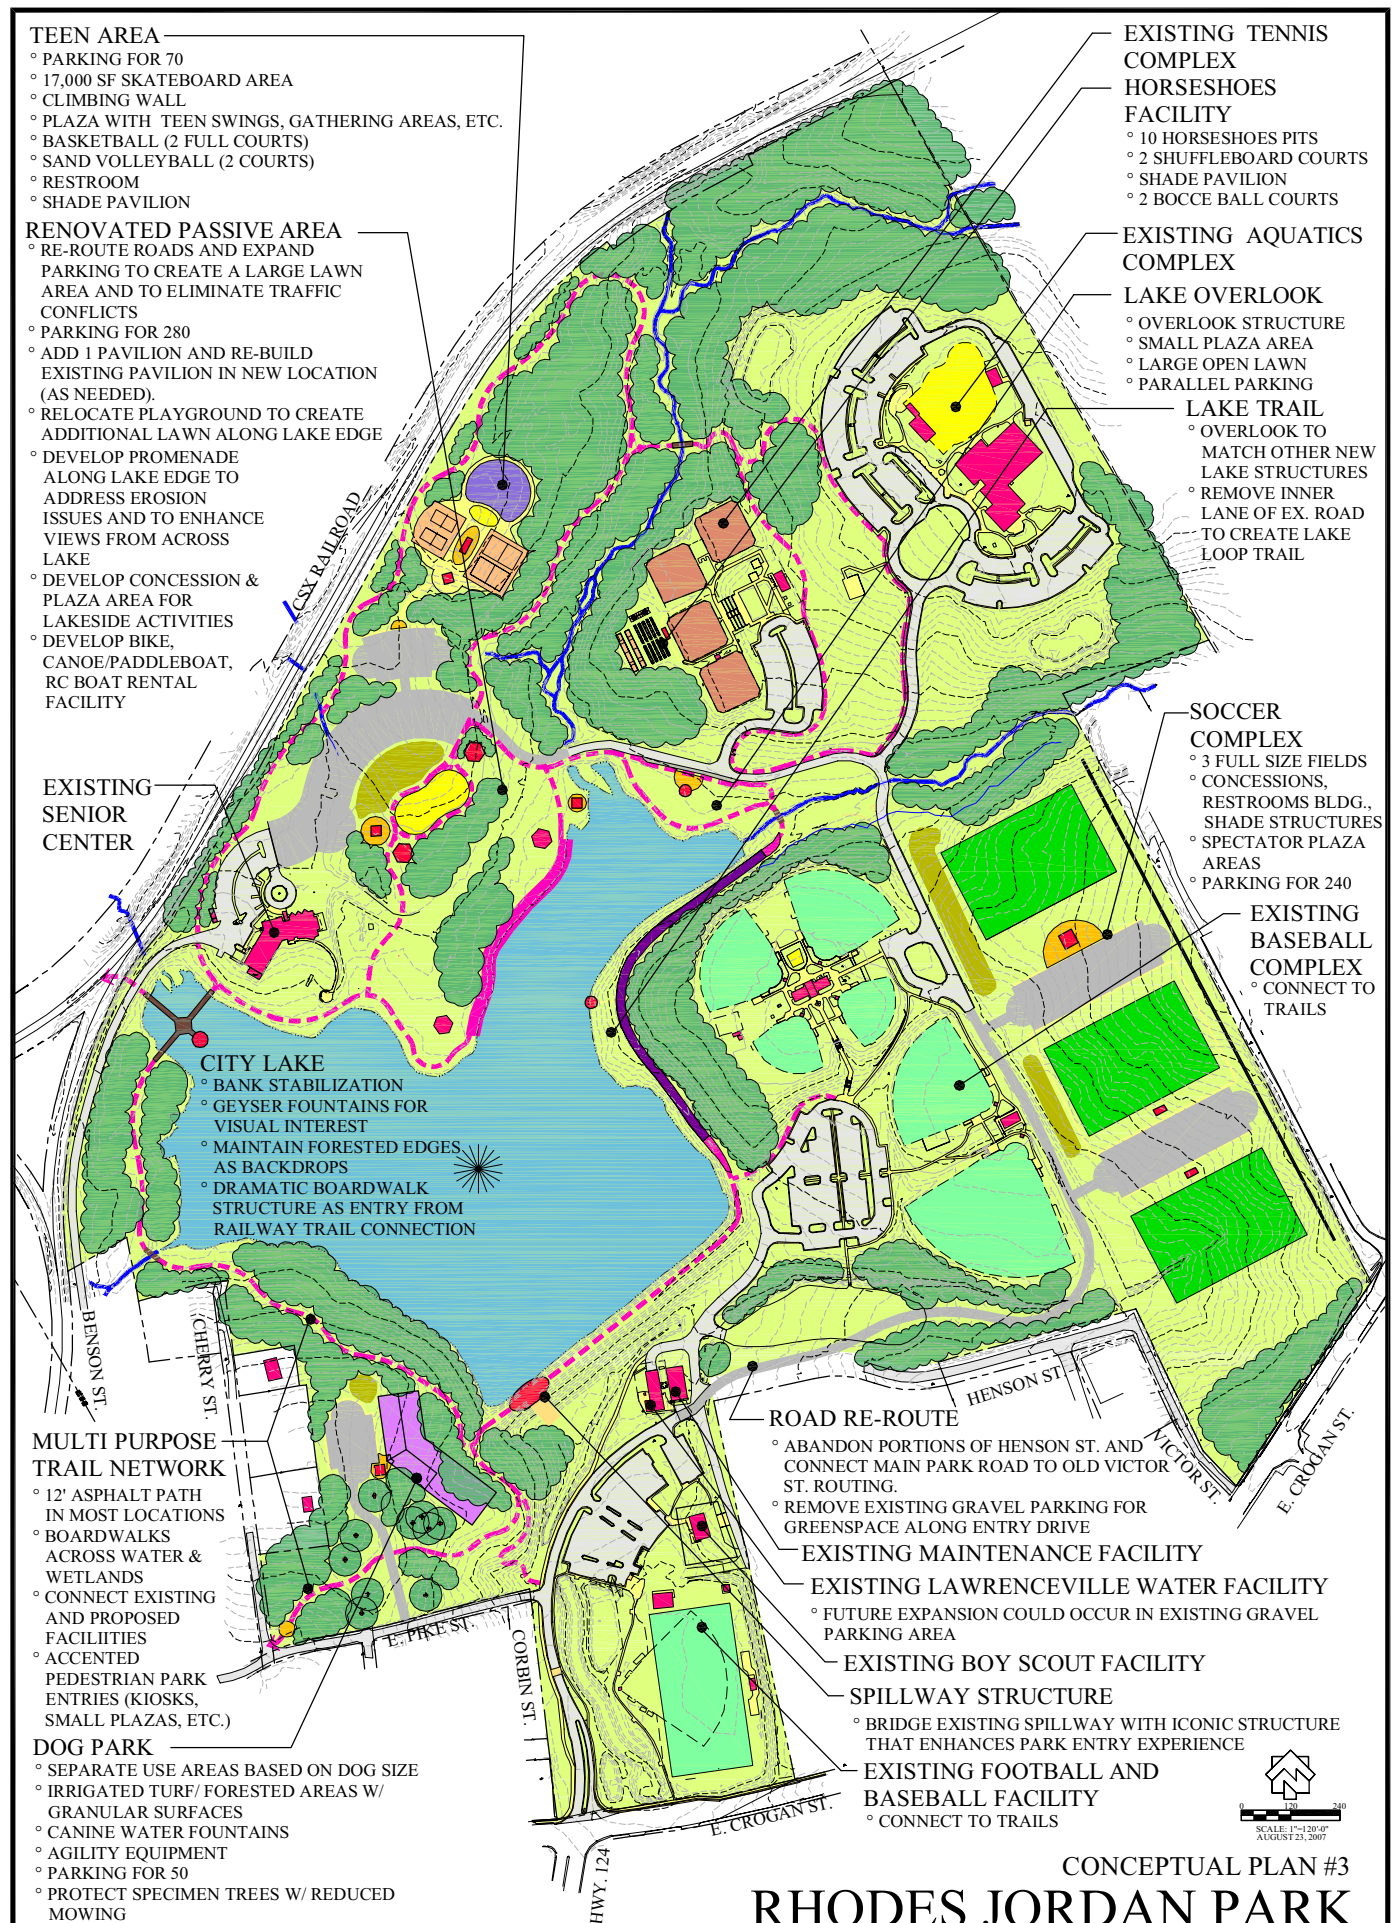 TEEN AREA
° PARKING FOR 70
° 17,000 SF SKATEBOARD AREA
° CLIMBING WALL
° PLAZA WITH TEEN SWINGS, GATHERING AREAS, ETC.
° BASKETBALL (2 FULL COURTS)
° SAND VOLLEYBALL (2 COURTS)
° RESTROOM
° SHADE PAVILION
RENOVATED PASSIVE AREA
° RE-ROUTE ROADS AND EXPAND
PARKING TO CREATE A LARGE LAWN
AREA AND TO ELIMINATE TRAFFIC
CONFLICTS
° PARKING FOR 280
° ADD 1 PAVILION AND RE-BUILD
EXISTING PAVILION IN NEW LOCATION
(AS NEEDED).
° RELOCATE PLAYGROUND TO CREATE
ADDITIONAL LAWN ALONG LAKE EDGE
° DEVELOP PROMENADE
ALONG LAKE EDGE TO
ADDRESS EROSION
ISSUES AND TO ENHANCE
VIEWS FROM ACROSS
LAKE
° DEVELOP CONCESSION &
PLAZA AREA FOR
LAKESIDE ACTIVITIES
° DEVELOP BIKE,
CANOE/PADDLEBOAT,
RC BOAT RENTAL
FACILITY
CSX RAILROAD
EXISTING
SENIOR
CENTER
EXISTING TENNIS
COMPLEX
HORSESHOES
FACILITY
° 10 HORSESHOES PITS
° 2 SHUFFLEBOARD COURTS
° SHADE PAVILION
° 2 BOCCE BALL COURTS
EXISTING AQUATICS
COMPLEX
LAKE OVERLOOK
° OVERLOOK STRUCTURE
° SMALL PLAZA AREA
° LARGE OPEN LAWN
° PARALLEL PARKING
LAKE TRAIL
° OVERLOOK TO
MATCH OTHER NEW
LAKE STRUCTURES
° REMOVE INNER
LANE OF EX. ROAD
TO CREATE LAKE
LOOP TRAIL
SOCCER
COMPLEX
° 3 FULL SIZE FIELDS
° CONCESSIONS,
RESTROOMS BLDG.,
SHADE STRUCTURES
° SPECTATOR PLAZA
AREAS
° PARKING FOR 240
EXISTING
BASEBALL
COMPLEX
° CONNECT TO
TRAILS
CITY LAKE
° BANK STABILIZATION
° GEYSER FOUNTAINS FOR
VISUAL INTEREST
° MAINTAIN FORESTED EDGES
AS BACKDROPS
° DRAMATIC BOARDWALK
STRUCTURE AS ENTRY FROM
RAILWAY TRAIL CONNECTION
BENSON ST.
CHERRY ST.
HENSON ST.
VICTOR ST.
E. CROGAN ST.
MULTI PURPOSE
TRAIL NETWORK
° 12' ASPHALT PATH
IN MOST LOCATIONS
° BOARDWALKS
ACROSS WATER &
WETLANDS
° CONNECT EXISTING
AND PROPOSED
FACILIITIES
° ACCENTED
PEDESTRIAN PARK
ENTRIES (KIOSKS,
SMALL PLAZAS, ETC.)
DOG PARK
° SEPARATE USE AREAS BASED ON DOG SIZE
° IRRIGATED TURF/ FORESTED AREAS W/
GRANULAR SURFACES
° CANINE WATER FOUNTAINS
° AGILITY EQUIPMENT
° PARKING FOR 50
° PROTECT SPECIMEN TREES W/ REDUCED
MOWING
E. PIKE ST.
CORBIN ST.
HWY. 124
E. CROGAN ST.
ROAD RE-ROUTE
° ABANDON PORTIONS OF HENSON ST. AND
CONNECT MAIN PARK ROAD TO OLD VICTOR
ST. ROUTING.
° REMOVE EXISTING GRAVEL PARKING FOR
GREENSPACE ALONG ENTRY DRIVE
EXISTING MAINTENANCE FACILITY
EXISTING LAWRENCEVILLE WATER FACILITY
° FUTURE EXPANSION COULD OCCUR IN EXISTING GRAVEL
PARKING AREA
EXISTING BOY SCOUT FACILITY
SPILLWAY STRUCTURE
° BRIDGE EXISTING SPILLWAY WITH ICONIC STRUCTURE
THAT ENHANCES PARK ENTRY EXPERIENCE
EXISTING FOOTBALL AND
BASEBALL FACILITY
° CONNECT TO TRAILS
0 120 240
SCALE: 1"=120'-0"
AUGUST 23, 2007
CONCEPTUAL PLAN #3
RHODES JORDAN PARK